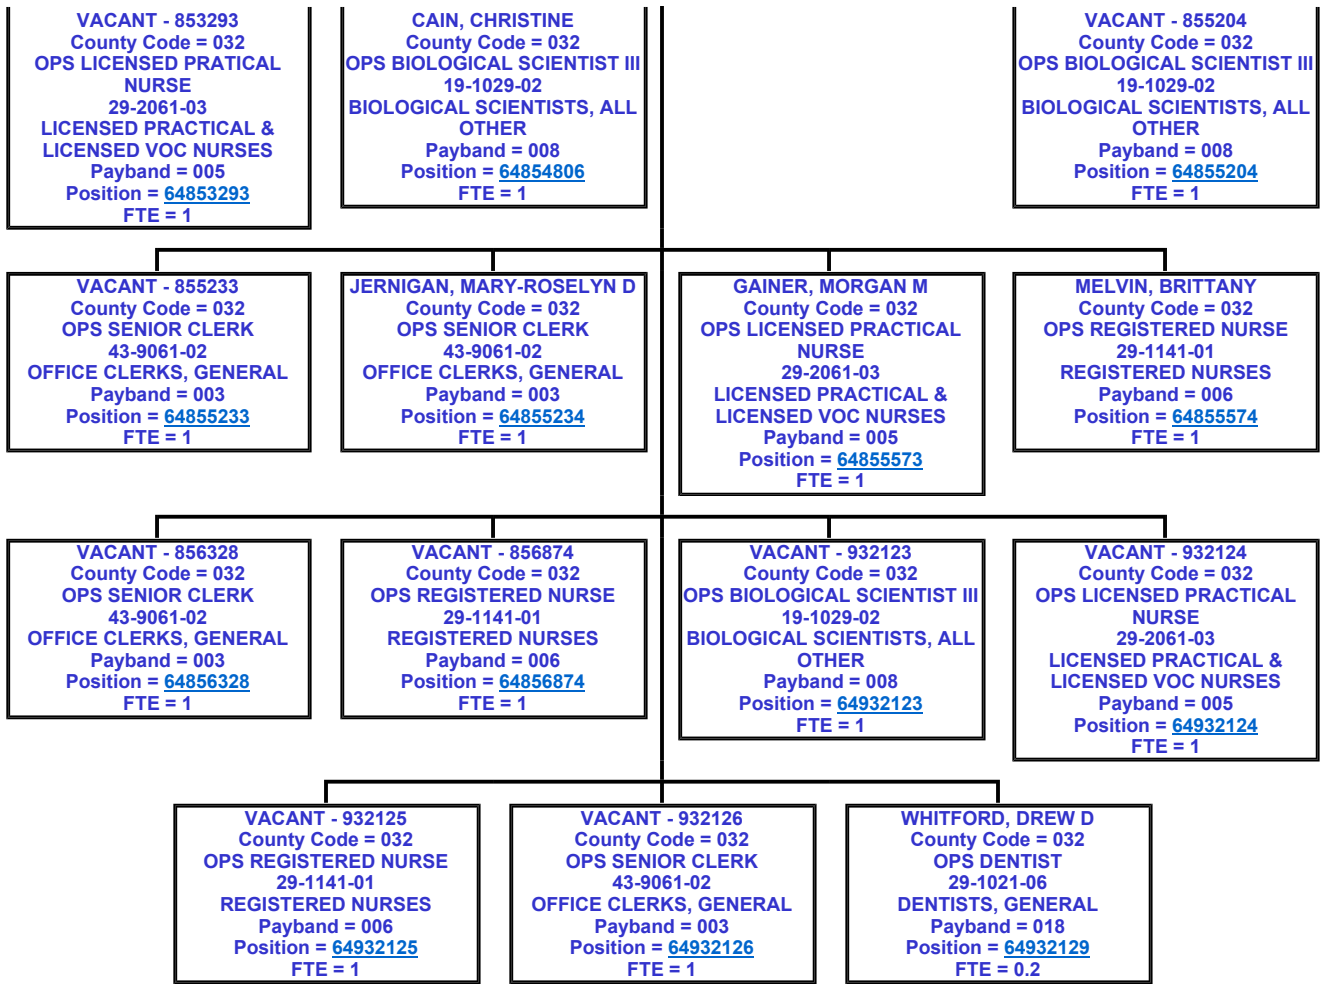 VACANT - 853293
County Code = 032
OPS LICENSED PRATICAL
NURSE
29-2061-03
LICENSED PRACTICAL &
LICENSED VOC NURSES
Payband = 005
Position = 64853293
FTE = 1
CAIN, CHRISTINE
County Code = 032
OPS BIOLOGICAL SCIENTIST III
19-1029-02
BIOLOGICAL SCIENTISTS, ALL
OTHER
Payband = 008
Position = 64854806
FTE = 1
VACANT - 855204
County Code = 032
OPS BIOLOGICAL SCIENTIST III
19-1029-02
BIOLOGICAL SCIENTISTS, ALL
OTHER
Payband = 008
Position = 64855204
FTE = 1
VACANT - 855233
County Code = 032
OPS SENIOR CLERK
43-9061-02
OFFICE CLERKS, GENERAL
Payband = 003
Position = 64855233
FTE = 1
JERNIGAN, MARY-ROSELYN D
County Code = 032
OPS SENIOR CLERK
43-9061-02
OFFICE CLERKS, GENERAL
Payband = 003
Position = 64855234
FTE = 1
GAINER, MORGAN M
County Code = 032
OPS LICENSED PRACTICAL
NURSE
29-2061-03
LICENSED PRACTICAL &
LICENSED VOC NURSES
Payband = 005
Position = 64855573
FTE = 1
MELVIN, BRITTANY
County Code = 032
OPS REGISTERED NURSE
29-1141-01
REGISTERED NURSES
Payband = 006
Position = 64855574
FTE = 1
VACANT - 856328
County Code = 032
OPS SENIOR CLERK
43-9061-02
OFFICE CLERKS, GENERAL
Payband = 003
Position = 64856328
FTE = 1
VACANT - 856874
County Code = 032
OPS REGISTERED NURSE
29-1141-01
REGISTERED NURSES
Payband = 006
Position = 64856874
FTE = 1
VACANT - 932123
County Code = 032
OPS BIOLOGICAL SCIENTIST III
19-1029-02
BIOLOGICAL SCIENTISTS, ALL
OTHER
Payband = 008
Position = 64932123
FTE = 1
VACANT - 932124
County Code = 032
OPS LICENSED PRACTICAL
NURSE
29-2061-03
LICENSED PRACTICAL &
LICENSED VOC NURSES
Payband = 005
Position = 64932124
FTE = 1
VACANT - 932125
County Code = 032
OPS REGISTERED NURSE
29-1141-01
REGISTERED NURSES
Payband = 006
Position = 64932125
FTE = 1
VACANT - 932126
County Code = 032
OPS SENIOR CLERK
43-9061-02
OFFICE CLERKS, GENERAL
Payband = 003
Position = 64932126
FTE = 1
WHITFORD, DREW D
County Code = 032
OPS DENTIST
29-1021-06
DENTISTS, GENERAL
Payband = 018
Position = 64932129
FTE = 0.2